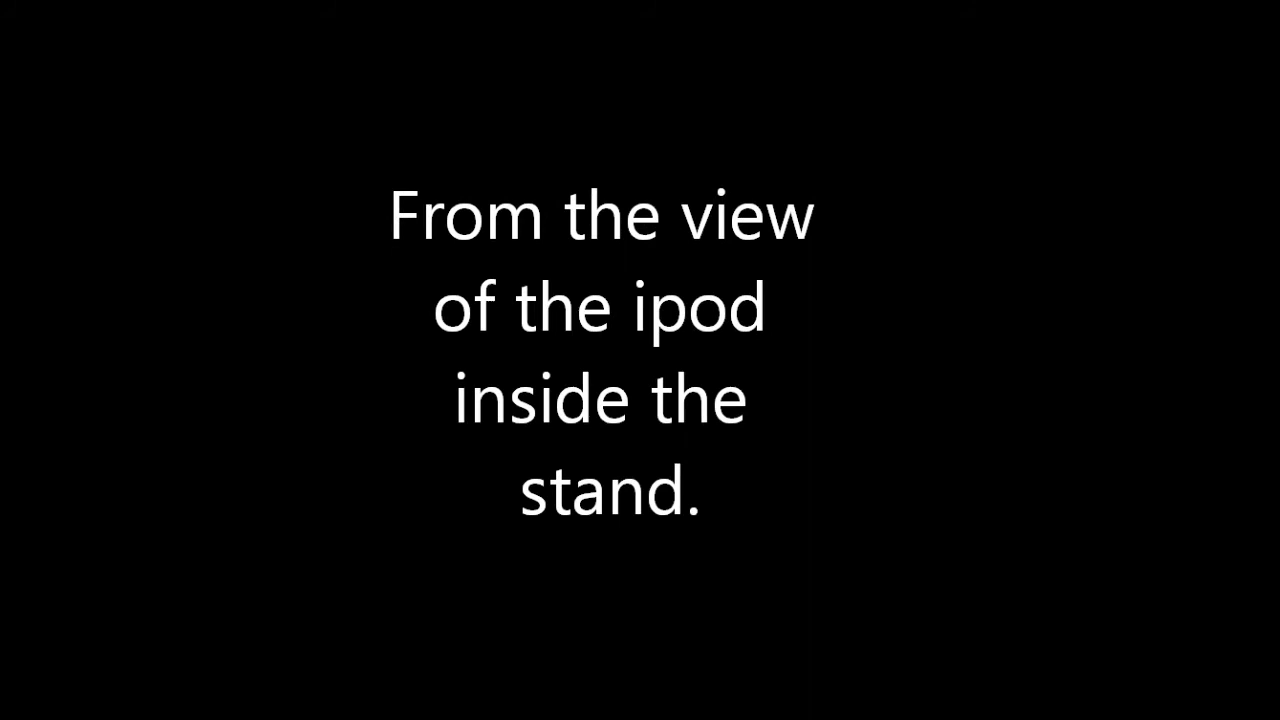 From the view
of the ipod
inside the
stand.